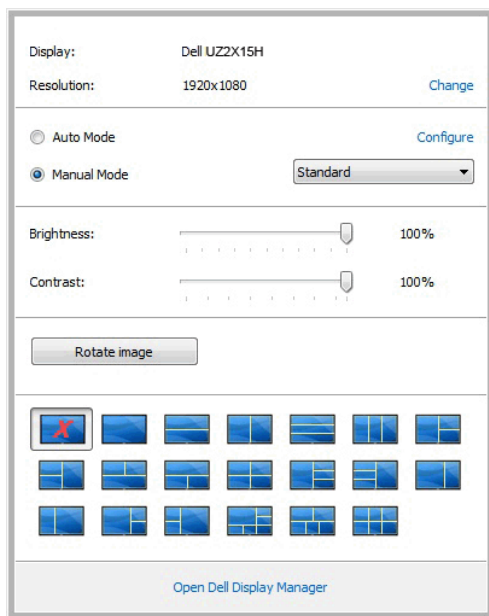 Display: Dell UZ2X15H
Resolution: 1920x1080 Change
Auto Mode Configure
Manual Mode Standard
Brightness: 100%
Contrast: 100%
Rotate image
Open Dell Display Manager